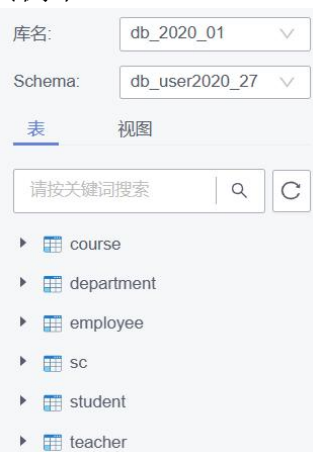 库名: db_2020_01
Schema: db_user2020_27
表 视图
请按关键词搜索
course
department
employee
sc
student
teacher